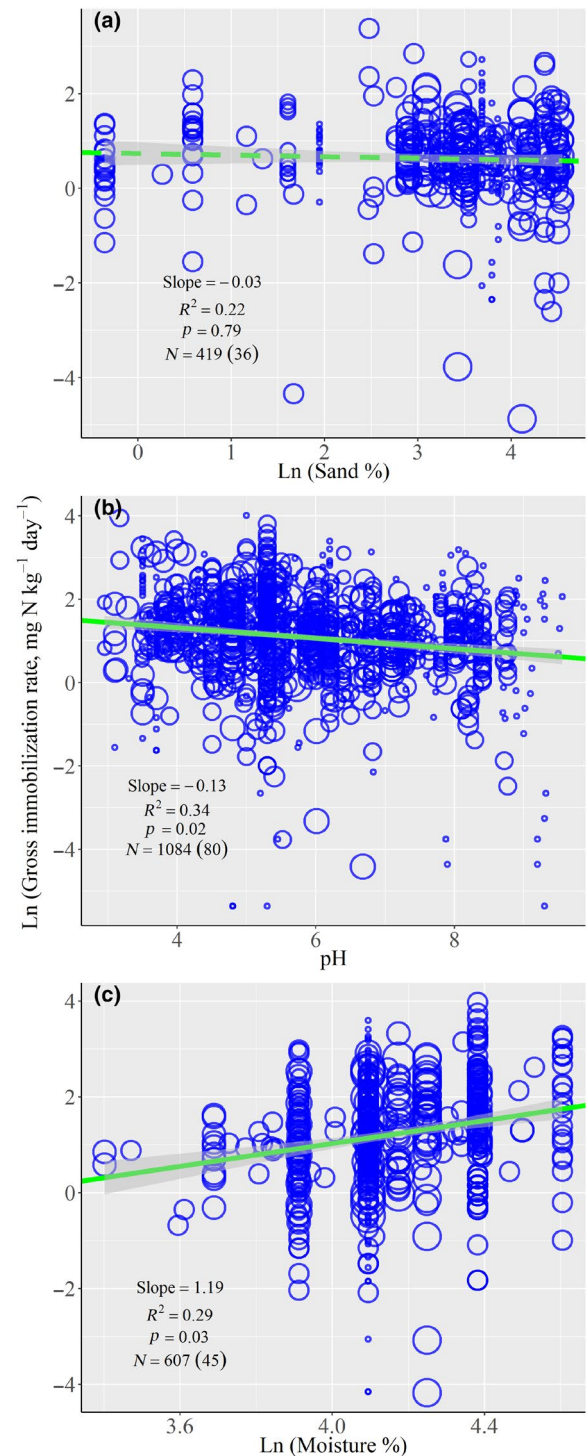 (a)
2
0
−2
−4
Slope = −0.03
R² = 0.22
p = 0.79
N = 419 (36)
0 1 2 3 4
Ln (Sand %)
Ln (Gross immobilization rate, mg N kg⁻¹ day⁻¹)
(b)
4
2
0
−2
−4
Slope = −0.13
R² = 0.34
p = 0.02
N = 1084 (80)
4 6 8
pH
(c)
4
2
0
−2
−4
Slope = 1.19
R² = 0.29
p = 0.03
N = 607 (45)
3.6 4.0 4.4
Ln (Moisture %)